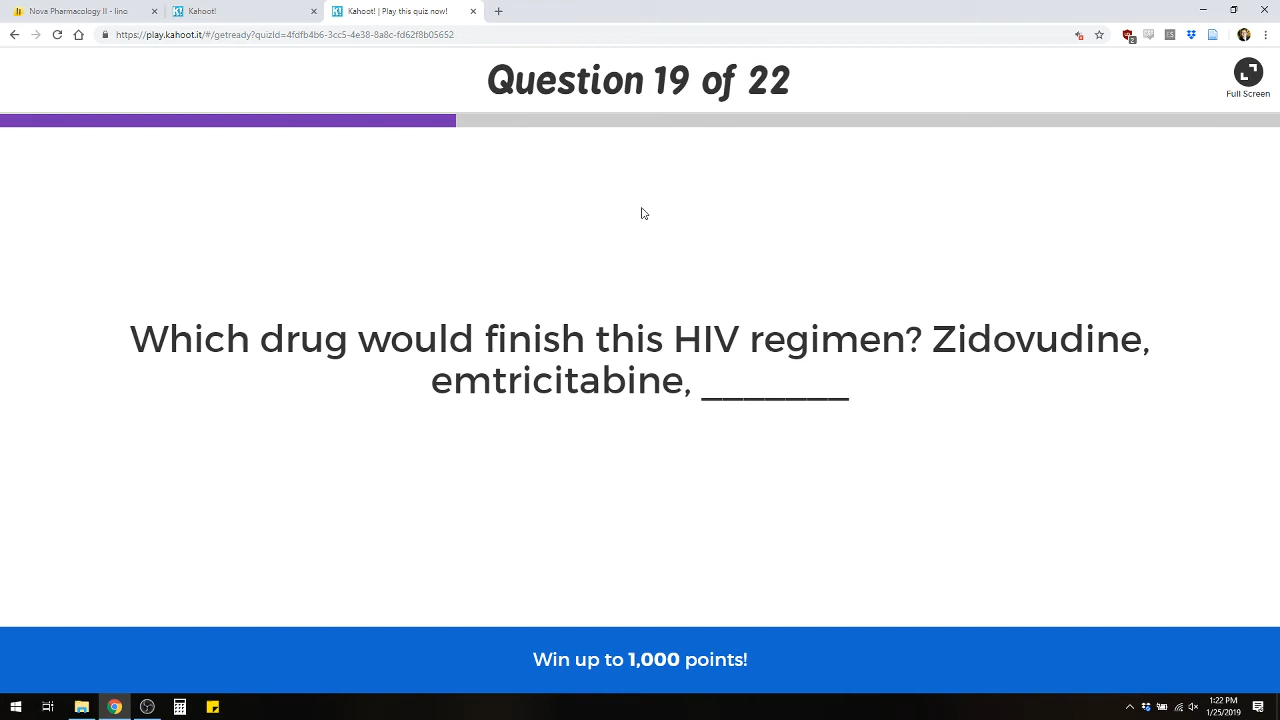 Nova Pharmacology II - lino
Kahoot!
Kahoot! | Play this quiz now!
https://play.kahoot.it/#/getready?quizId=4fdfb4b6-3cc5-4e38-8a8c-fd62f8b05652
2
Question 19 of 22
Full Screen
Which drug would finish this HIV regimen? Zidovudine,
emtricitabine, _______
Win up to 1,000 points!
1:22 PM
1/25/2019